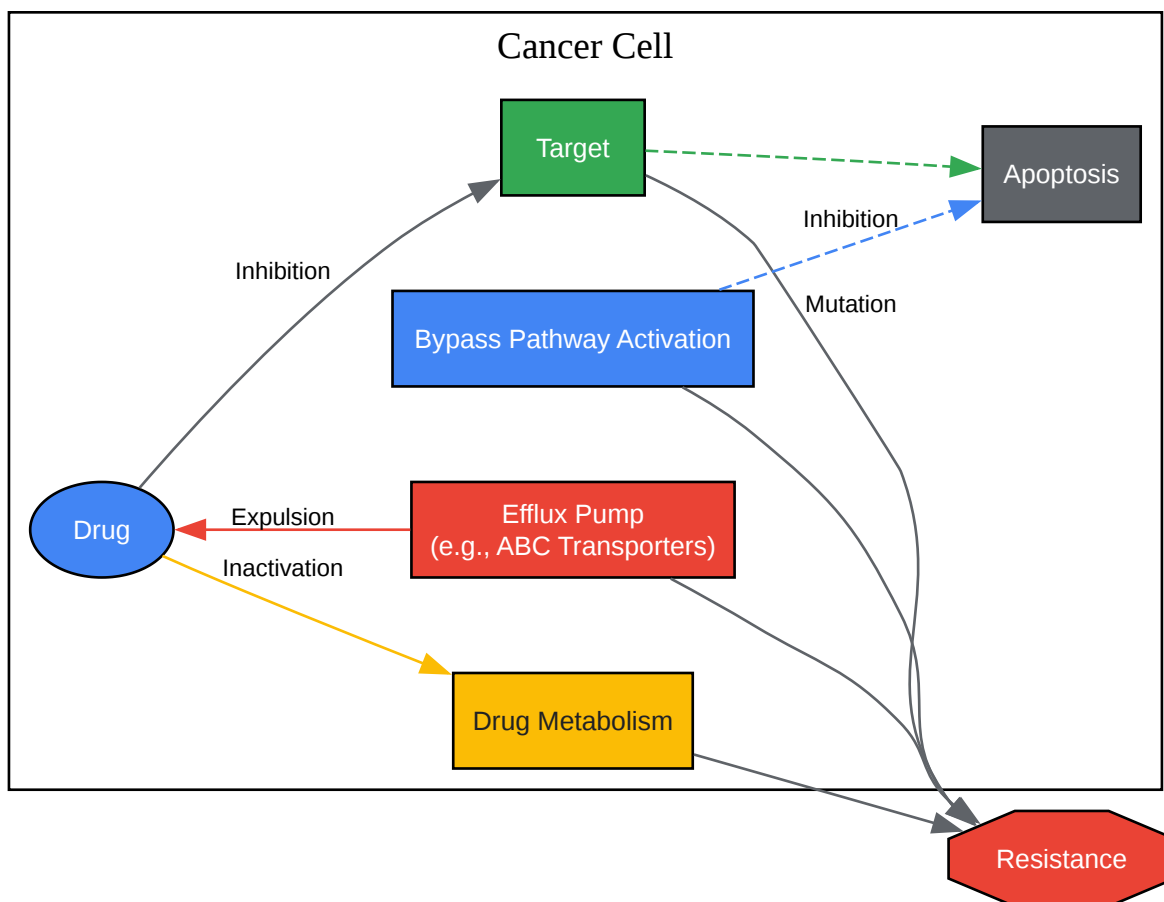 Cancer Cell
Target
Apoptosis
Inhibition
Inhibition
Mutation
Bypass Pathway Activation
Drug
Expulsion
Efflux Pump
(e.g., ABC Transporters)
Inactivation
Drug Metabolism
Resistance